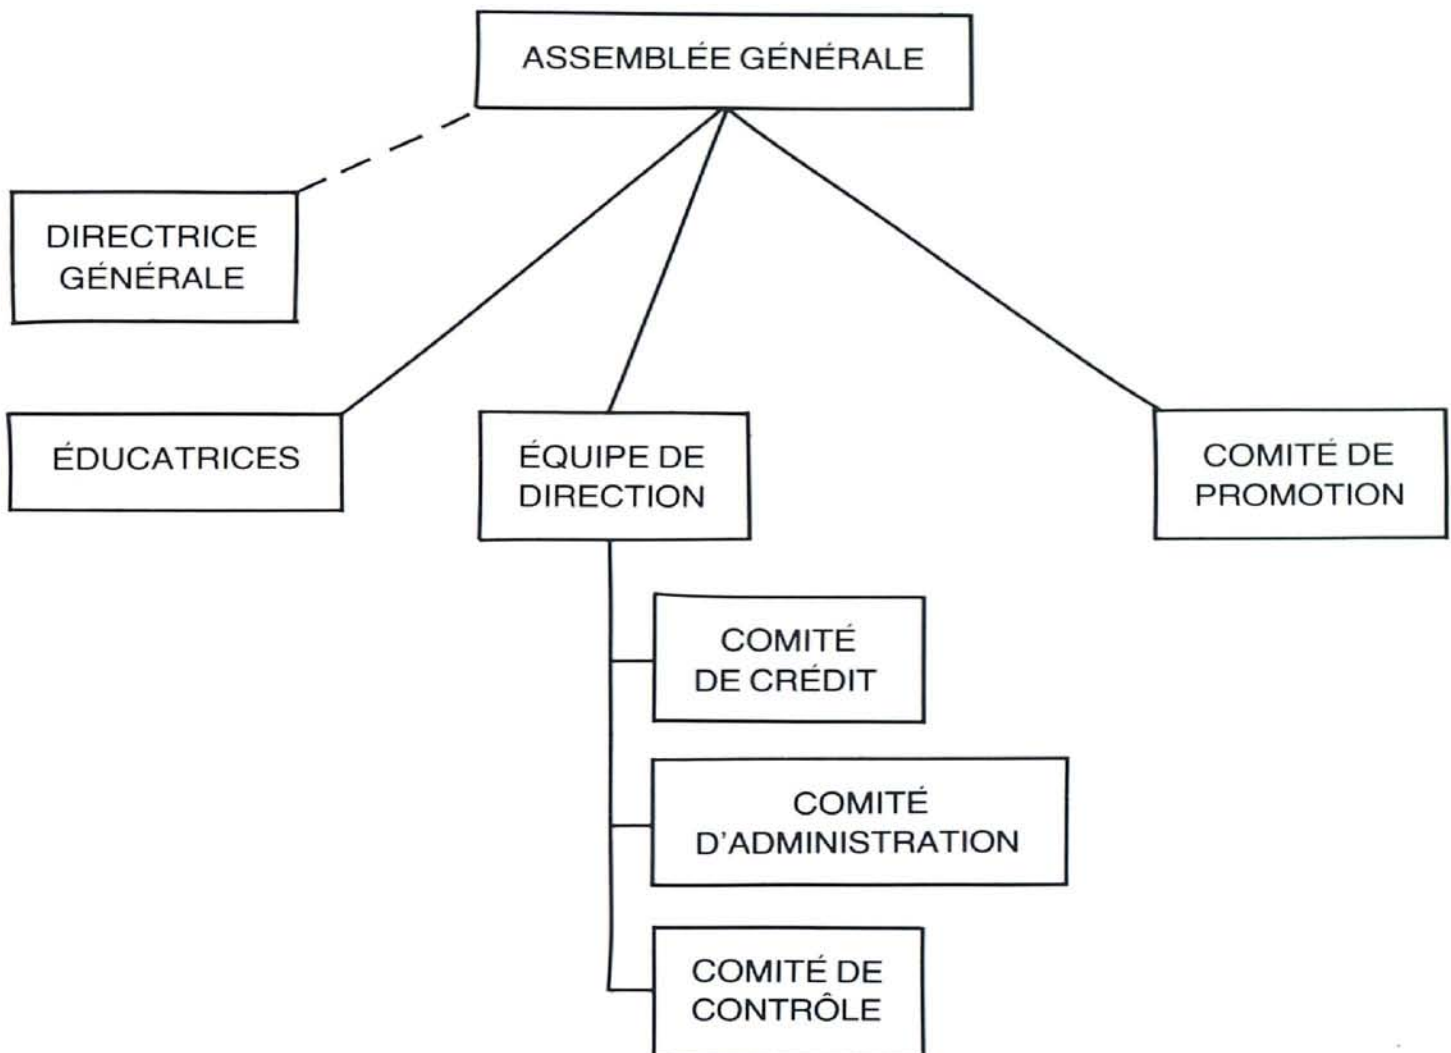 ASSEMBLÉE GÉNÉRALE
DIRECTRICE
GÉNÉRALE
ÉDUCATRICES
ÉQUIPE DE
DIRECTION
COMITÉ DE
PROMOTION
COMITÉ
DE CRÉDIT
COMITÉ
D'ADMINISTRATION
COMITÉ DE
CONTRÔLE